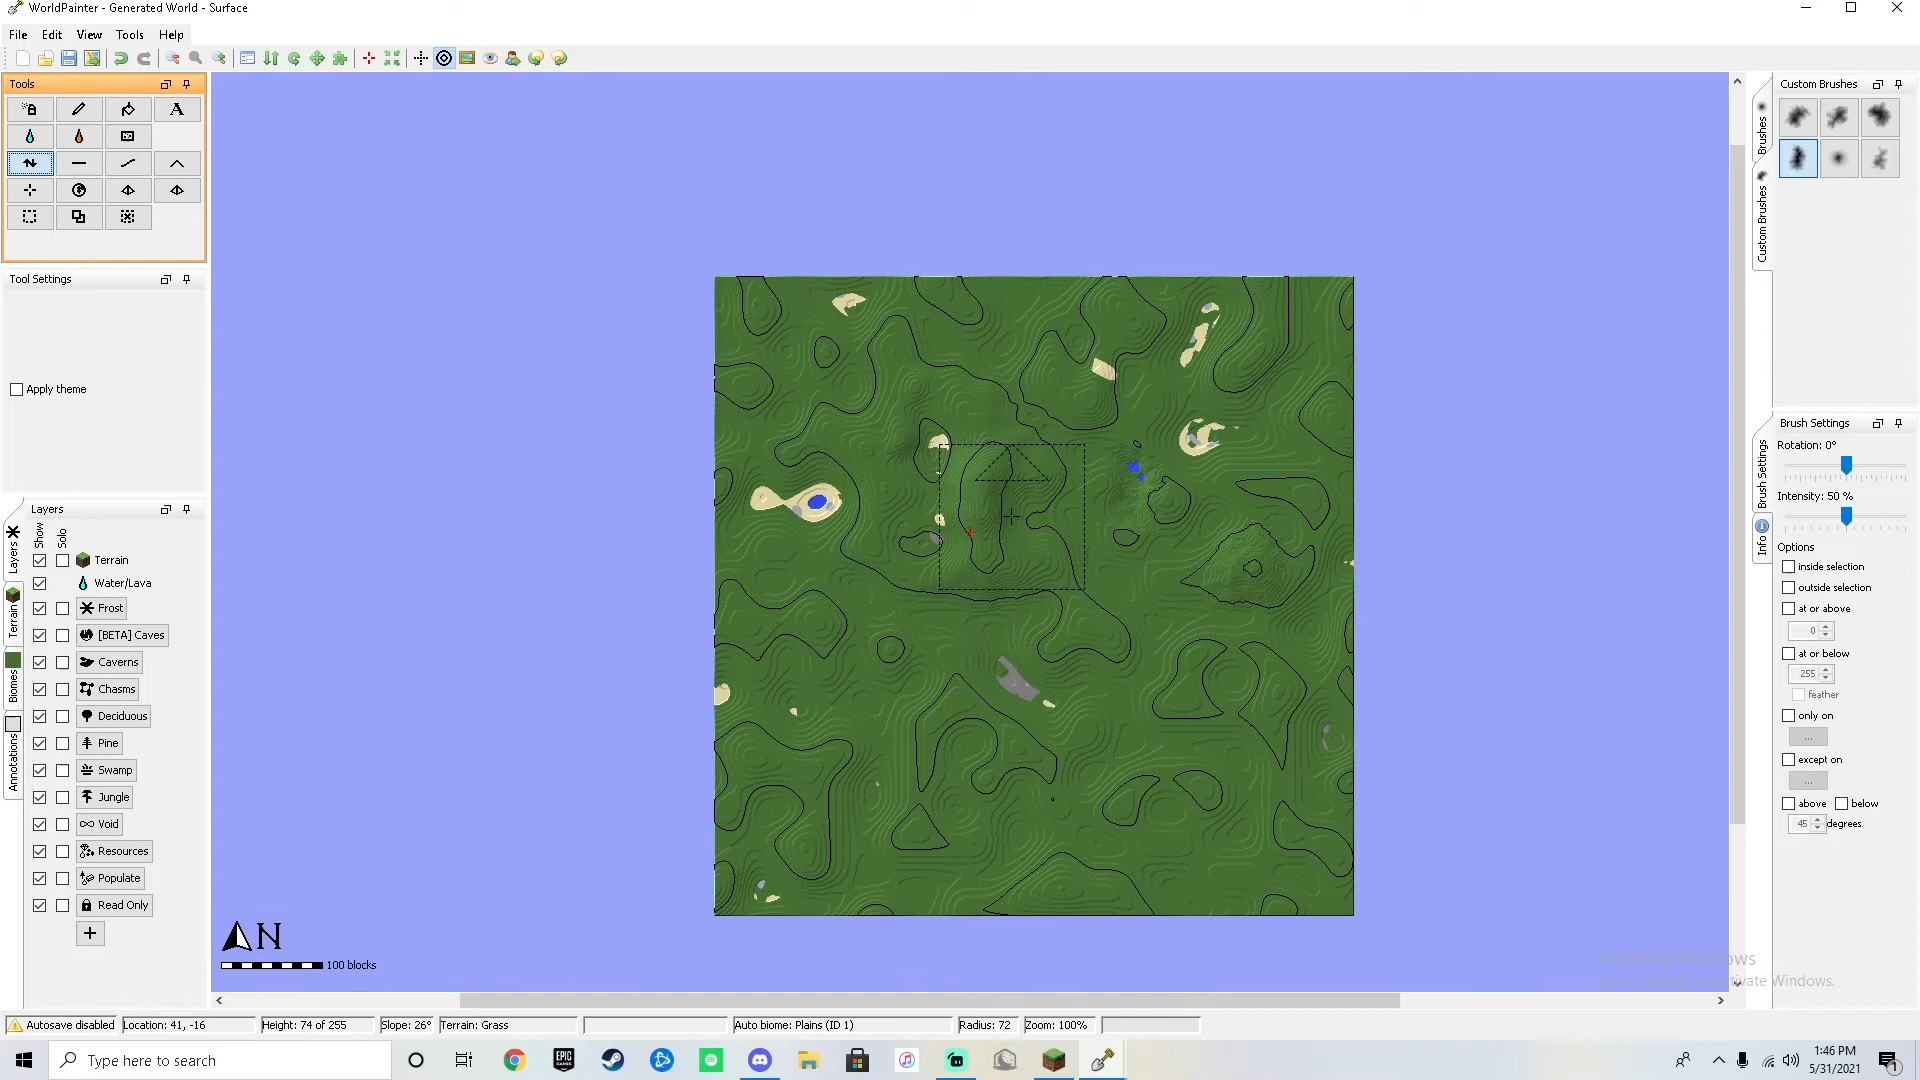 WorldPainter - Generated World - Surface
File Edit View Tools Help
Tools
A
Tool Settings
Apply theme
Layers
Show
Solo
Layers
Terrain
Biomes
Annotations
Terrain
Water/Lava
Frost
[BETA] Caves
Caverns
Chasms
Deciduous
Pine
Swamp
Jungle
Void
Resources
Populate
Read Only
+
N
100 blocks
Brushes
Custom Brushes
Custom Brushes
Brush Settings
Info
Brush Settings
Rotation: 0°
Intensity: 50 %
Options
inside selection
outside selection
at or above
0
at or below
255
feather
only on
...
except on
...
above below
45 degrees
Autosave disabled Location: 41, -16 Height: 74 of 255 Slope: 26° Terrain: Grass Auto biome: Plains (ID 1) Radius: 72 Zoom: 100%
Type here to search
EPIC GAMES
1:46 PM
5/31/2021
1